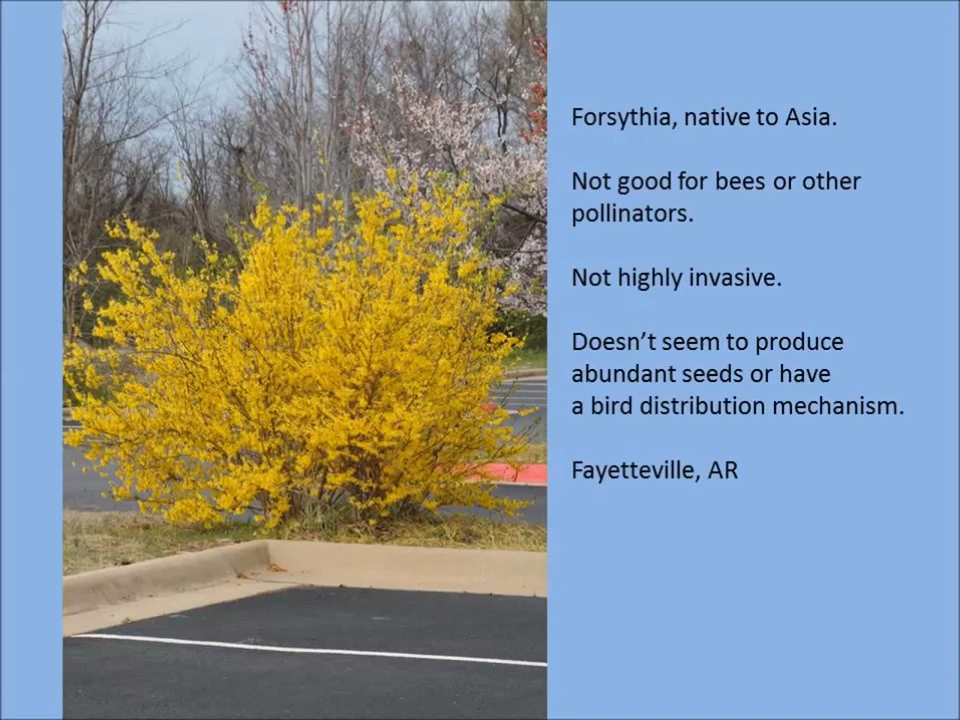 Forsythia, native to Asia.
Not good for bees or other
pollinators.
Not highly invasive.
Doesn’t seem to produce
abundant seeds or have
a bird distribution mechanism.
Fayetteville, AR